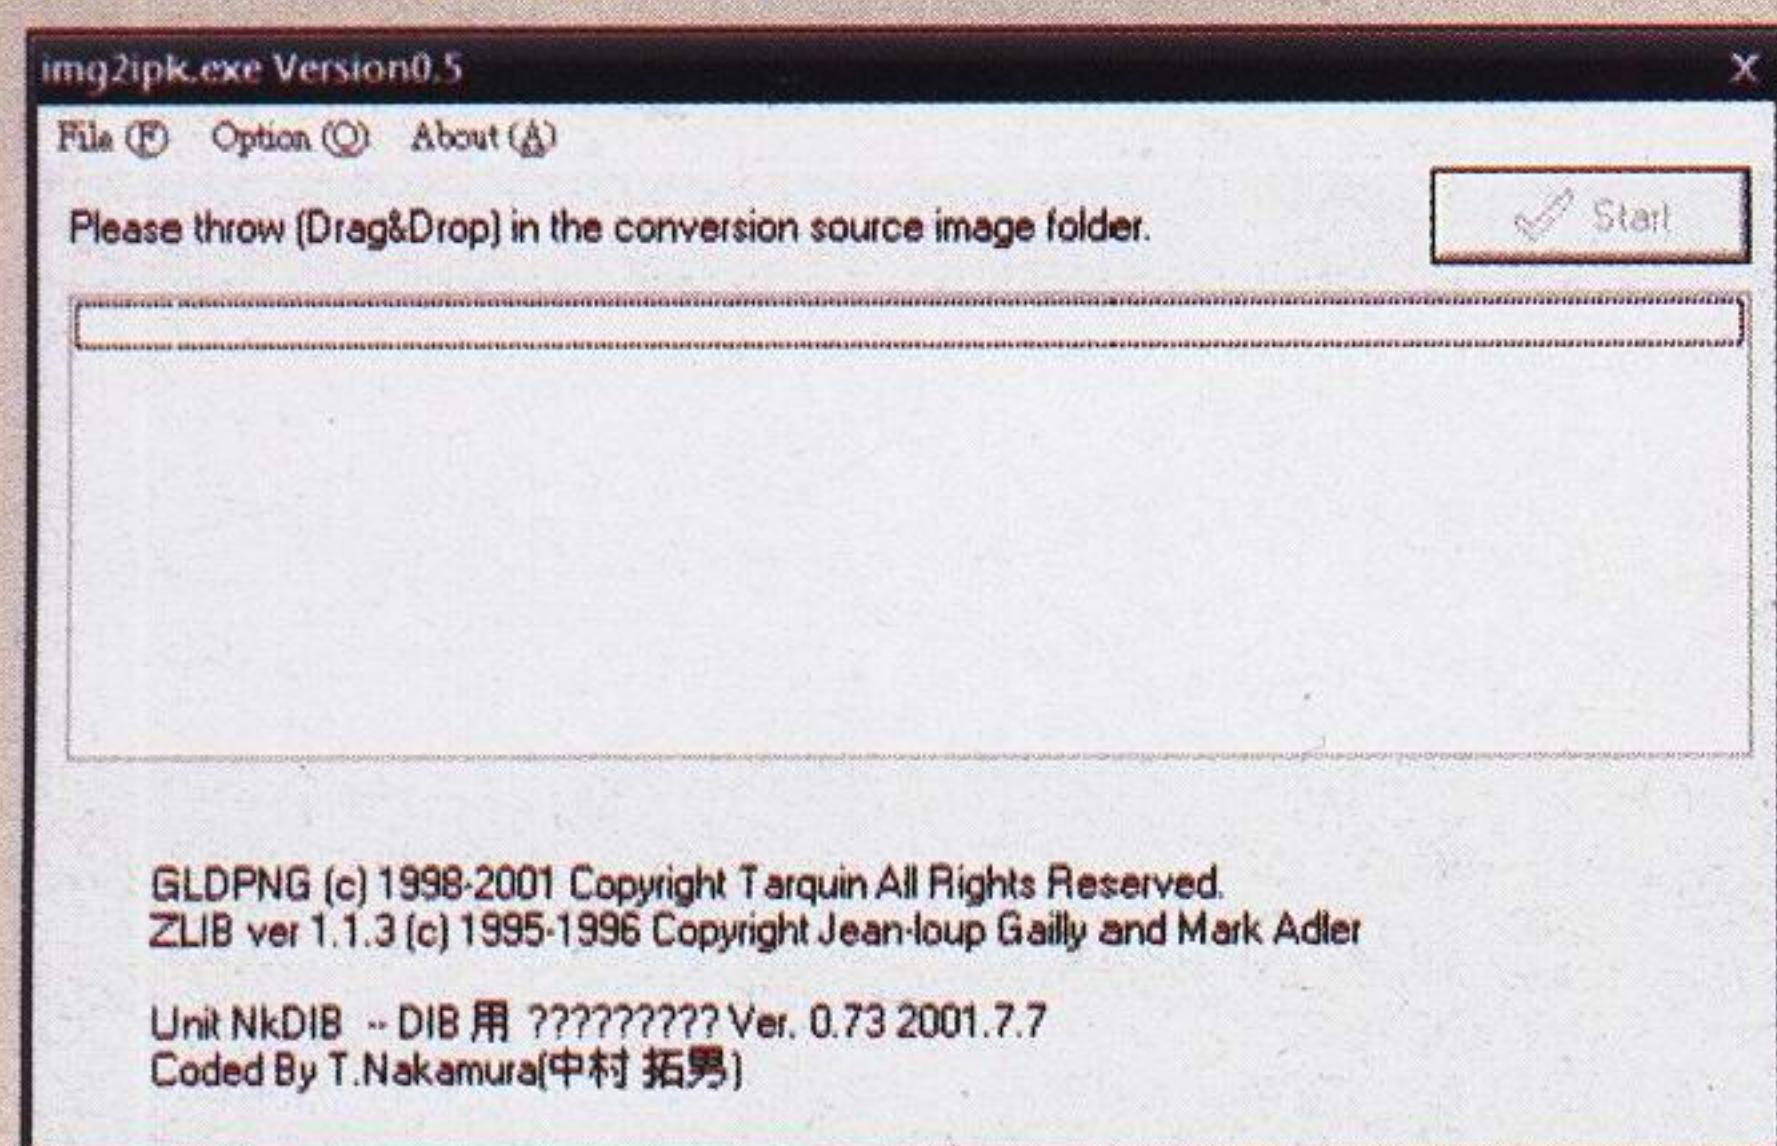 img2ipk.exe Version0.5 X
File (F) Option (O) About (A)
Please throw (Drag&Drop) in the conversion source image folder.
Start
GLDPNG (c) 1998-2001 Copyright Tarquin All Rights Reserved.
ZLIB ver 1.1.3 (c) 1995-1996 Copyright Jean-loup Gailly and Mark Adler
Unit NkDIB -- DIB 用 ????????? Ver. 0.73 2001.7.7
Coded By T.Nakamura(中村 拓男)